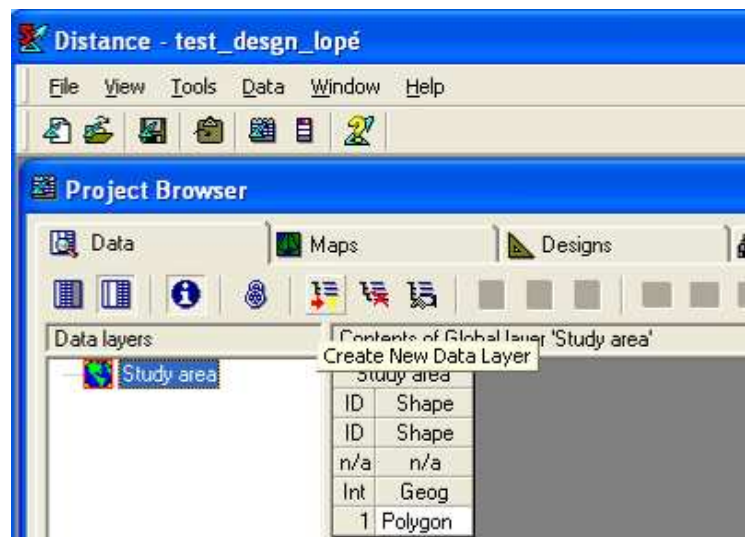 Distance - test_desgn_lopé
File View Tools Data Window Help
Project Browser
Data Maps Designs
Data layers Contents of Global layer 'Study area'
Create New Data Layer
Study area Study area
ID Shape
ID Shape
n/a n/a
Int Geog
1 Polygon